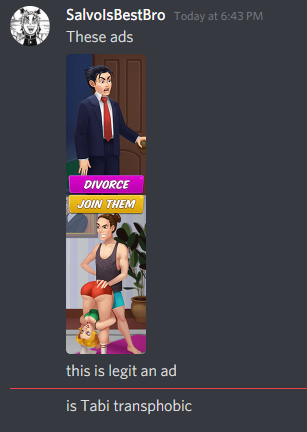 SalvoIsBestBro Today at 6:43 PM
These ads
DIVORCE
JOIN THEM
this is legit an ad
is Tabi transphobic